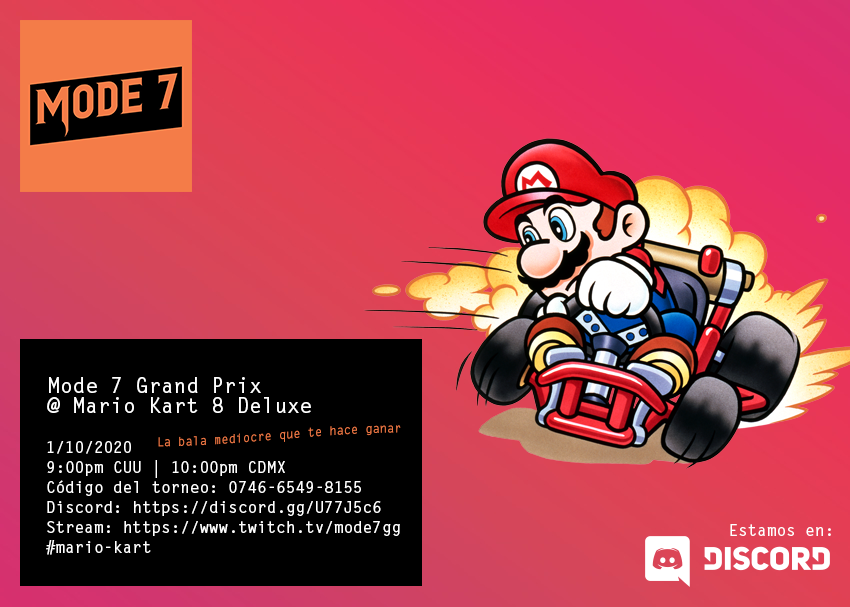 MODE 7
M
Mode 7 Grand Prix
@ Mario Kart 8 Deluxe
La bala mediocre que te hace ganar
1/10/2020
9:00pm CUU | 10:00pm CDMX
Código del torneo: 0746-6549-8155
Discord: https://discord.gg/U77J5c6
Stream: https://www.twitch.tv/mode7gg
#mario-kart
Estamos en:
DISCORD